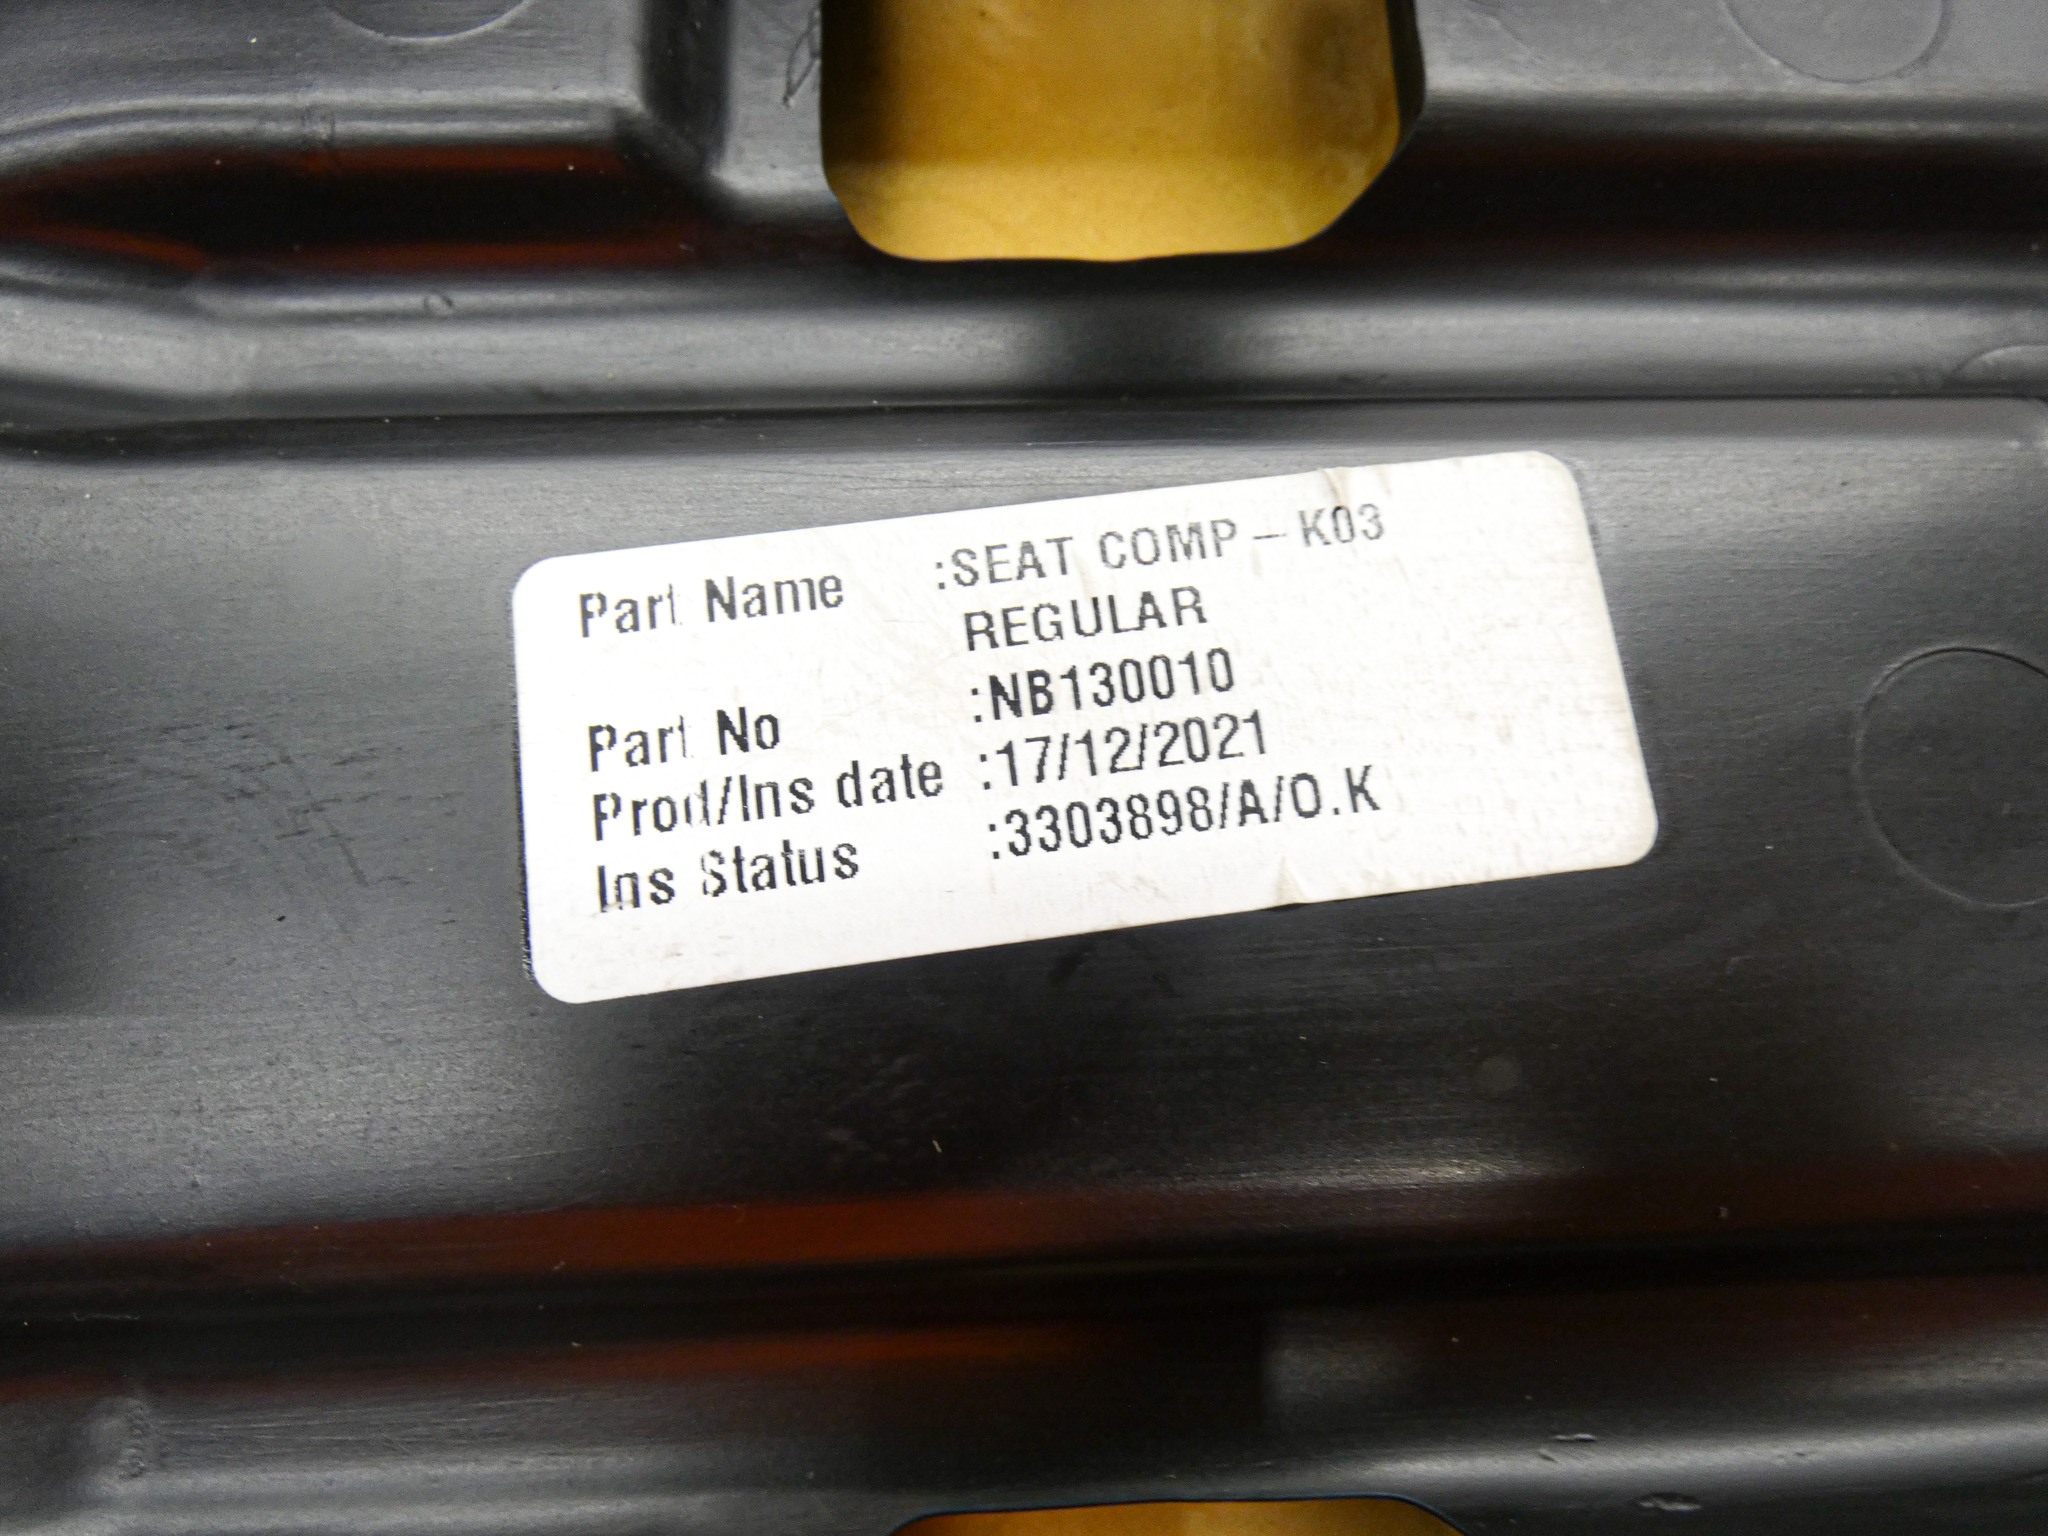 Part Name :SEAT COMP - K03
REGULAR
Part No :NB130010
Prod/Ins date :17/12/2021
Ins Status :3303898/A/O.K